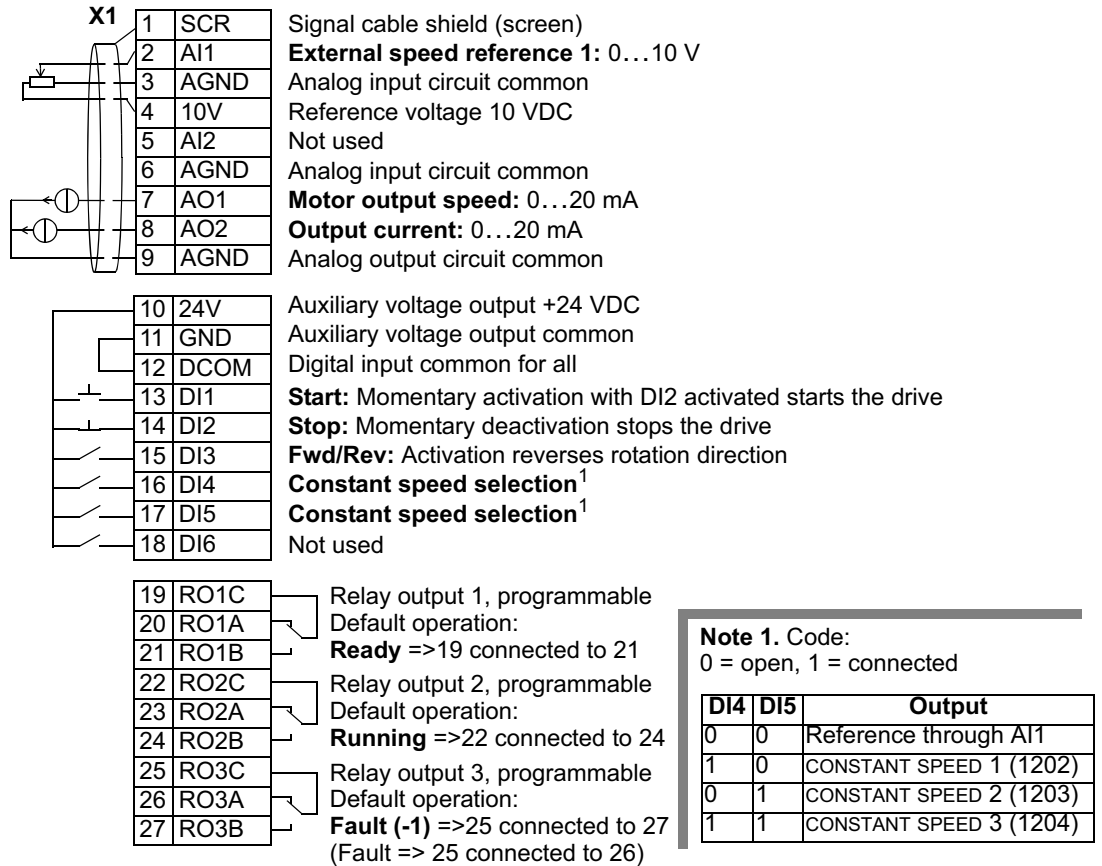 X1
1 SCR Signal cable shield (screen)
2 AI1 External speed reference 1: 0…10 V
3 AGND Analog input circuit common
4 10V Reference voltage 10 VDC
5 AI2 Not used
6 AGND Analog input circuit common
7 AO1 Motor output speed: 0…20 mA
8 AO2 Output current: 0…20 mA
9 AGND Analog output circuit common
10 24V Auxiliary voltage output +24 VDC
11 GND Auxiliary voltage output common
12 DCOM Digital input common for all
13 DI1 Start: Momentary activation with DI2 activated starts the drive
14 DI2 Stop: Momentary deactivation stops the drive
15 DI3 Fwd/Rev: Activation reverses rotation direction
16 DI4 Constant speed selection1
17 DI5 Constant speed selection1
18 DI6 Not used
19 RO1C Relay output 1, programmable
20 RO1A Default operation:
21 RO1B Ready =>19 connected to 21
22 RO2C Relay output 2, programmable
23 RO2A Default operation:
24 RO2B Running =>22 connected to 24
25 RO3C Relay output 3, programmable
26 RO3A Default operation:
27 RO3B Fault (-1) =>25 connected to 27
(Fault => 25 connected to 26)
Note 1. Code:
0 = open, 1 = connected
DI4 DI5 Output
0 0 Reference through AI1
1 0 CONSTANT SPEED 1 (1202)
0 1 CONSTANT SPEED 2 (1203)
1 1 CONSTANT SPEED 3 (1204)